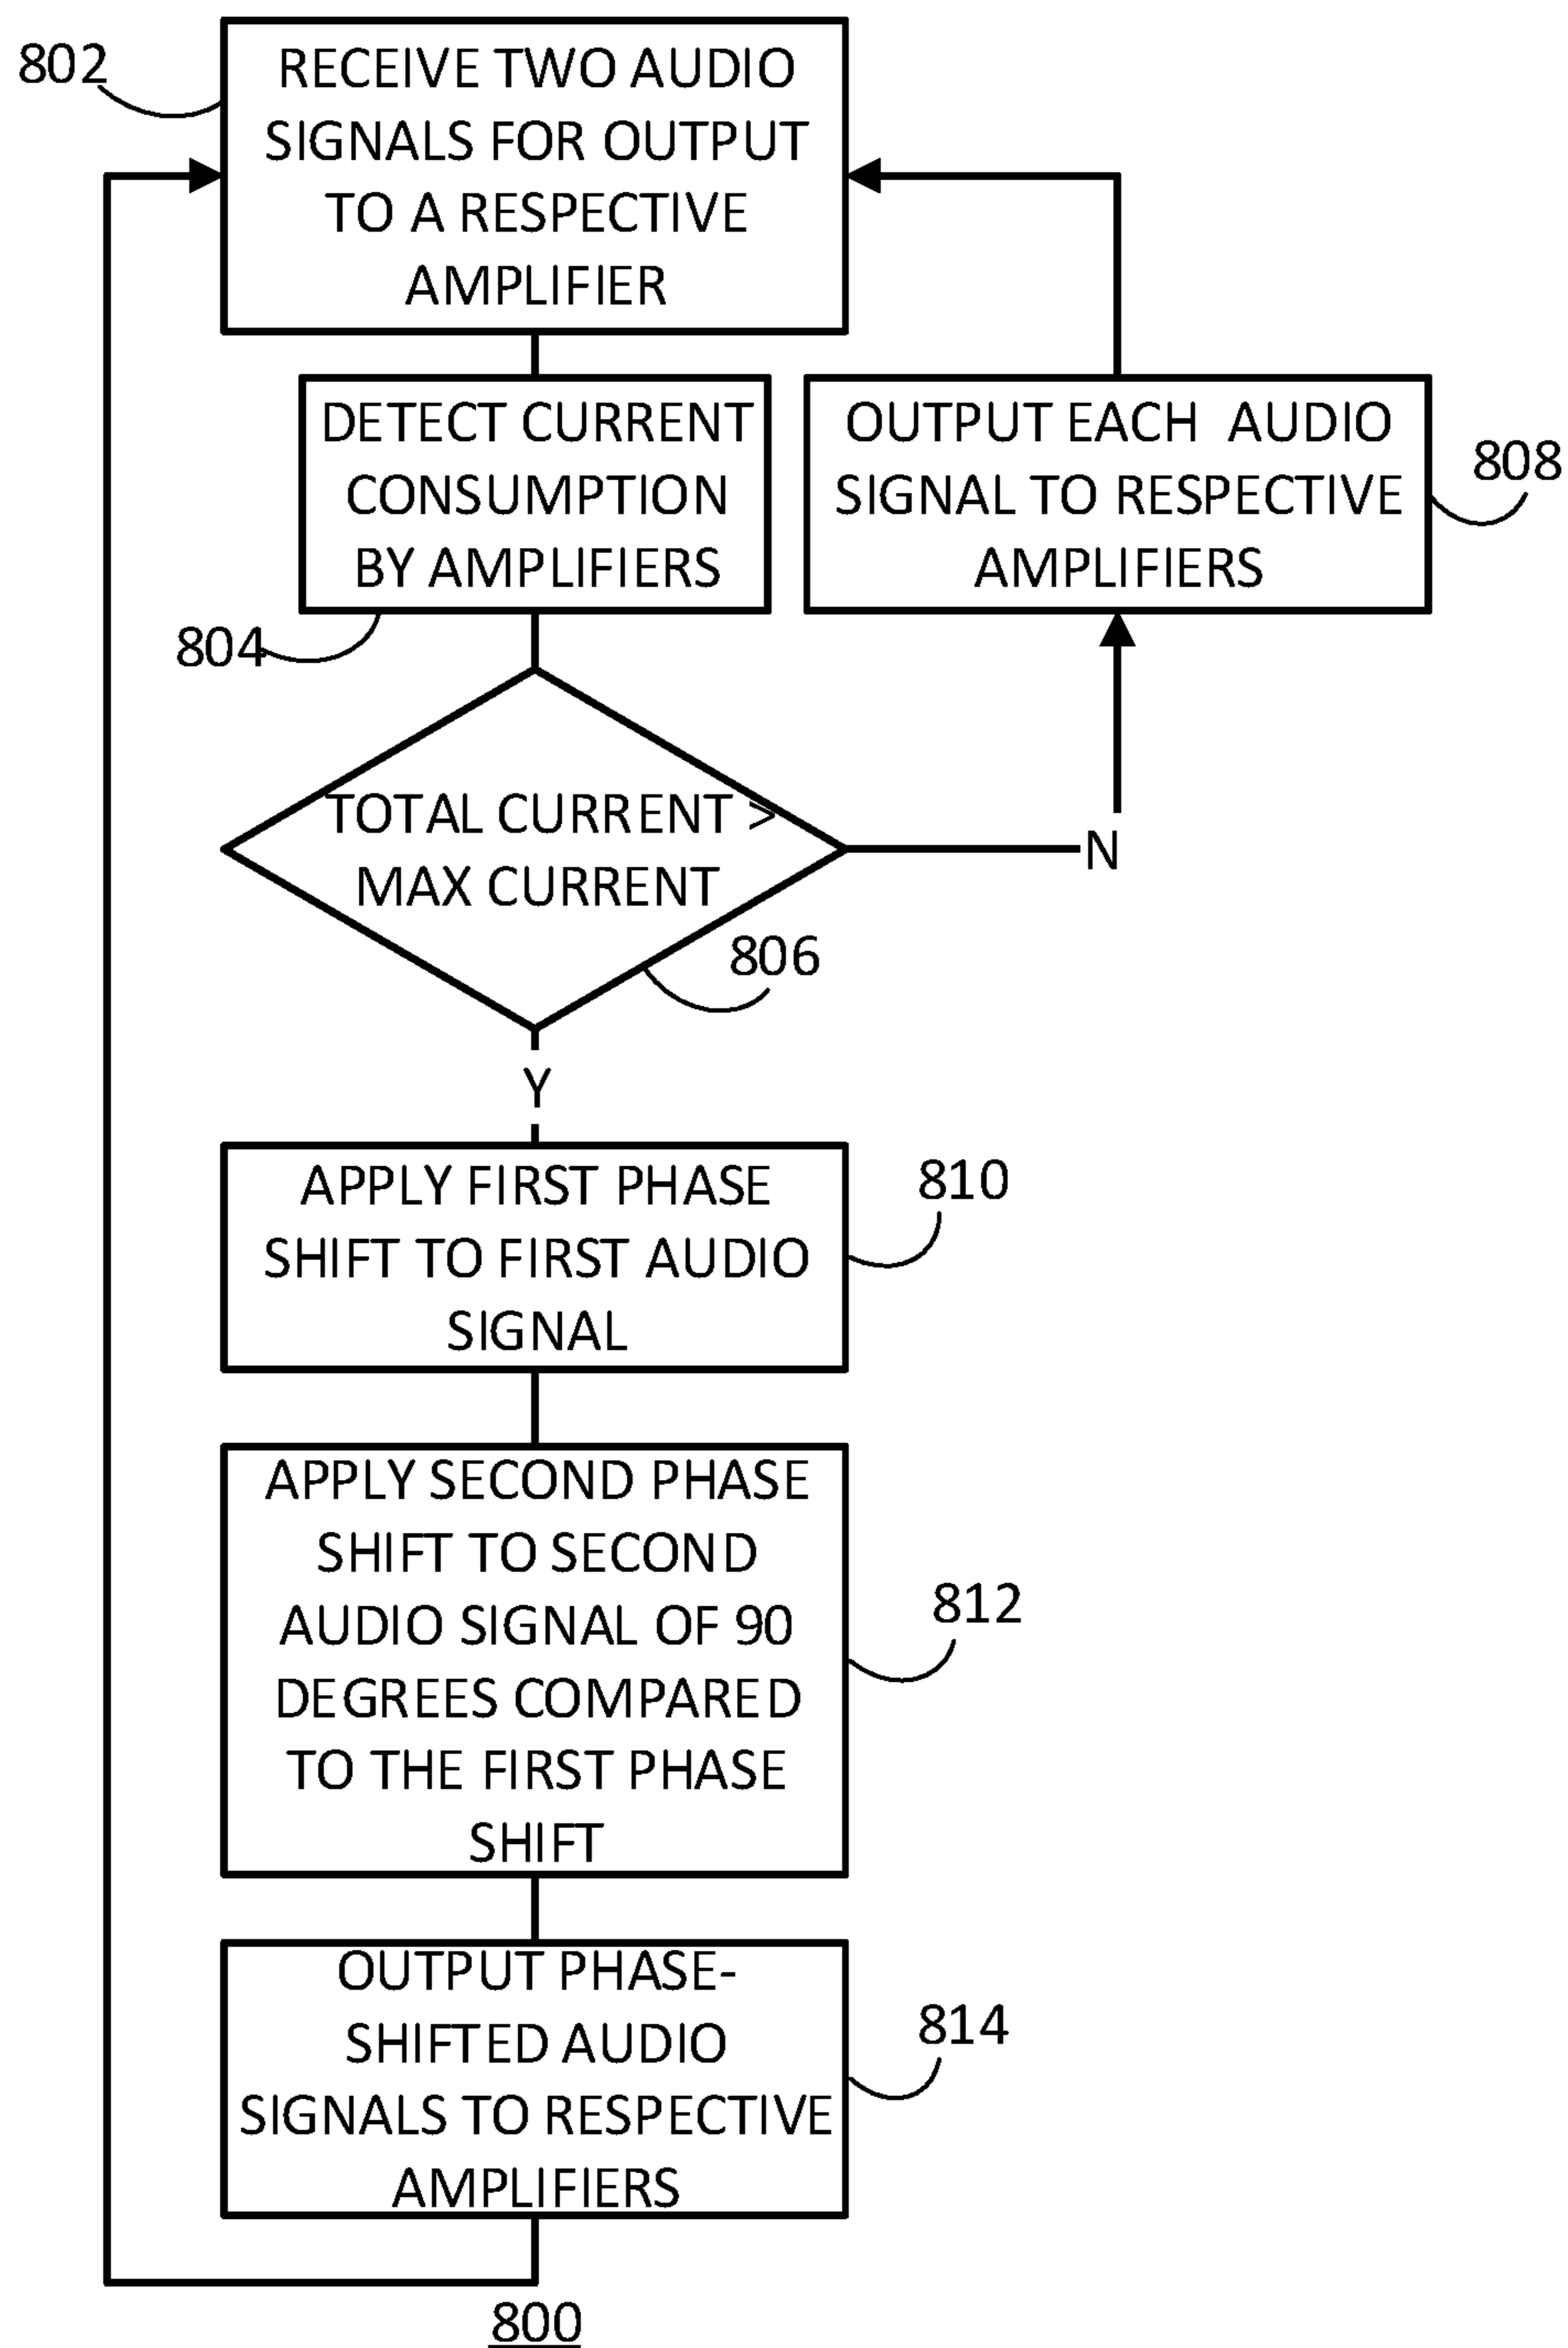 802
RECEIVE TWO AUDIO
SIGNALS FOR OUTPUT
TO A RESPECTIVE
AMPLIFIER
DETECT CURRENT
CONSUMPTION
BY AMPLIFIERS
804
OUTPUT EACH AUDIO
SIGNAL TO RESPECTIVE
AMPLIFIERS
808
TOTAL CURRENT >
MAX CURRENT
N
806
Y
APPLY FIRST PHASE
SHIFT TO FIRST AUDIO
SIGNAL
810
APPLY SECOND PHASE
SHIFT TO SECOND
AUDIO SIGNAL OF 90
DEGREES COMPARED
TO THE FIRST PHASE
SHIFT
812
OUTPUT PHASE-
SHIFTED AUDIO
SIGNALS TO RESPECTIVE
AMPLIFIERS
814
800